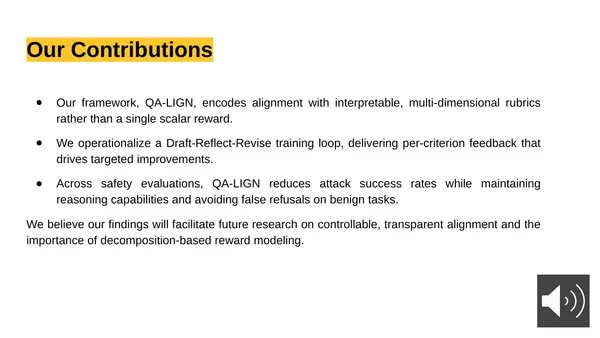 Our Contributions
● Our framework, QA-LIGN, encodes alignment with interpretable, multi-dimensional rubrics
rather than a single scalar reward.
● We operationalize a Draft-Reflect-Revise training loop, delivering per-criterion feedback that
drives targeted improvements.
● Across safety evaluations, QA-LIGN reduces attack success rates while maintaining
reasoning capabilities and avoiding false refusals on benign tasks.
We believe our findings will facilitate future research on controllable, transparent alignment and the
importance of decomposition-based reward modeling.